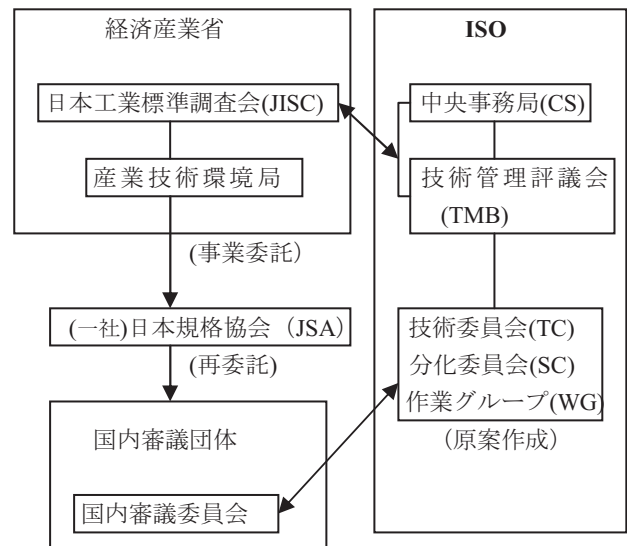 経済産業省
日本工業標準調査会(JISC)
産業技術環境局
(事業委託)
(一社)日本規格協会（JSA）
(再委託)
国内審議団体
国内審議委員会
ISO
中央事務局(CS)
技術管理評議会
(TMB)
技術委員会(TC)
分化委員会(SC)
作業グループ(WG)
（原案作成）